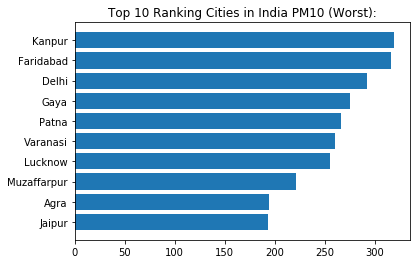 Top 10 Ranking Cities in India PM10 (Worst):
Kanpur
Faridabad
Delhi
Gaya
Patna
Varanasi
Lucknow
Muzaffarpur
Agra
Jaipur
0 50 100 150 200 250 300